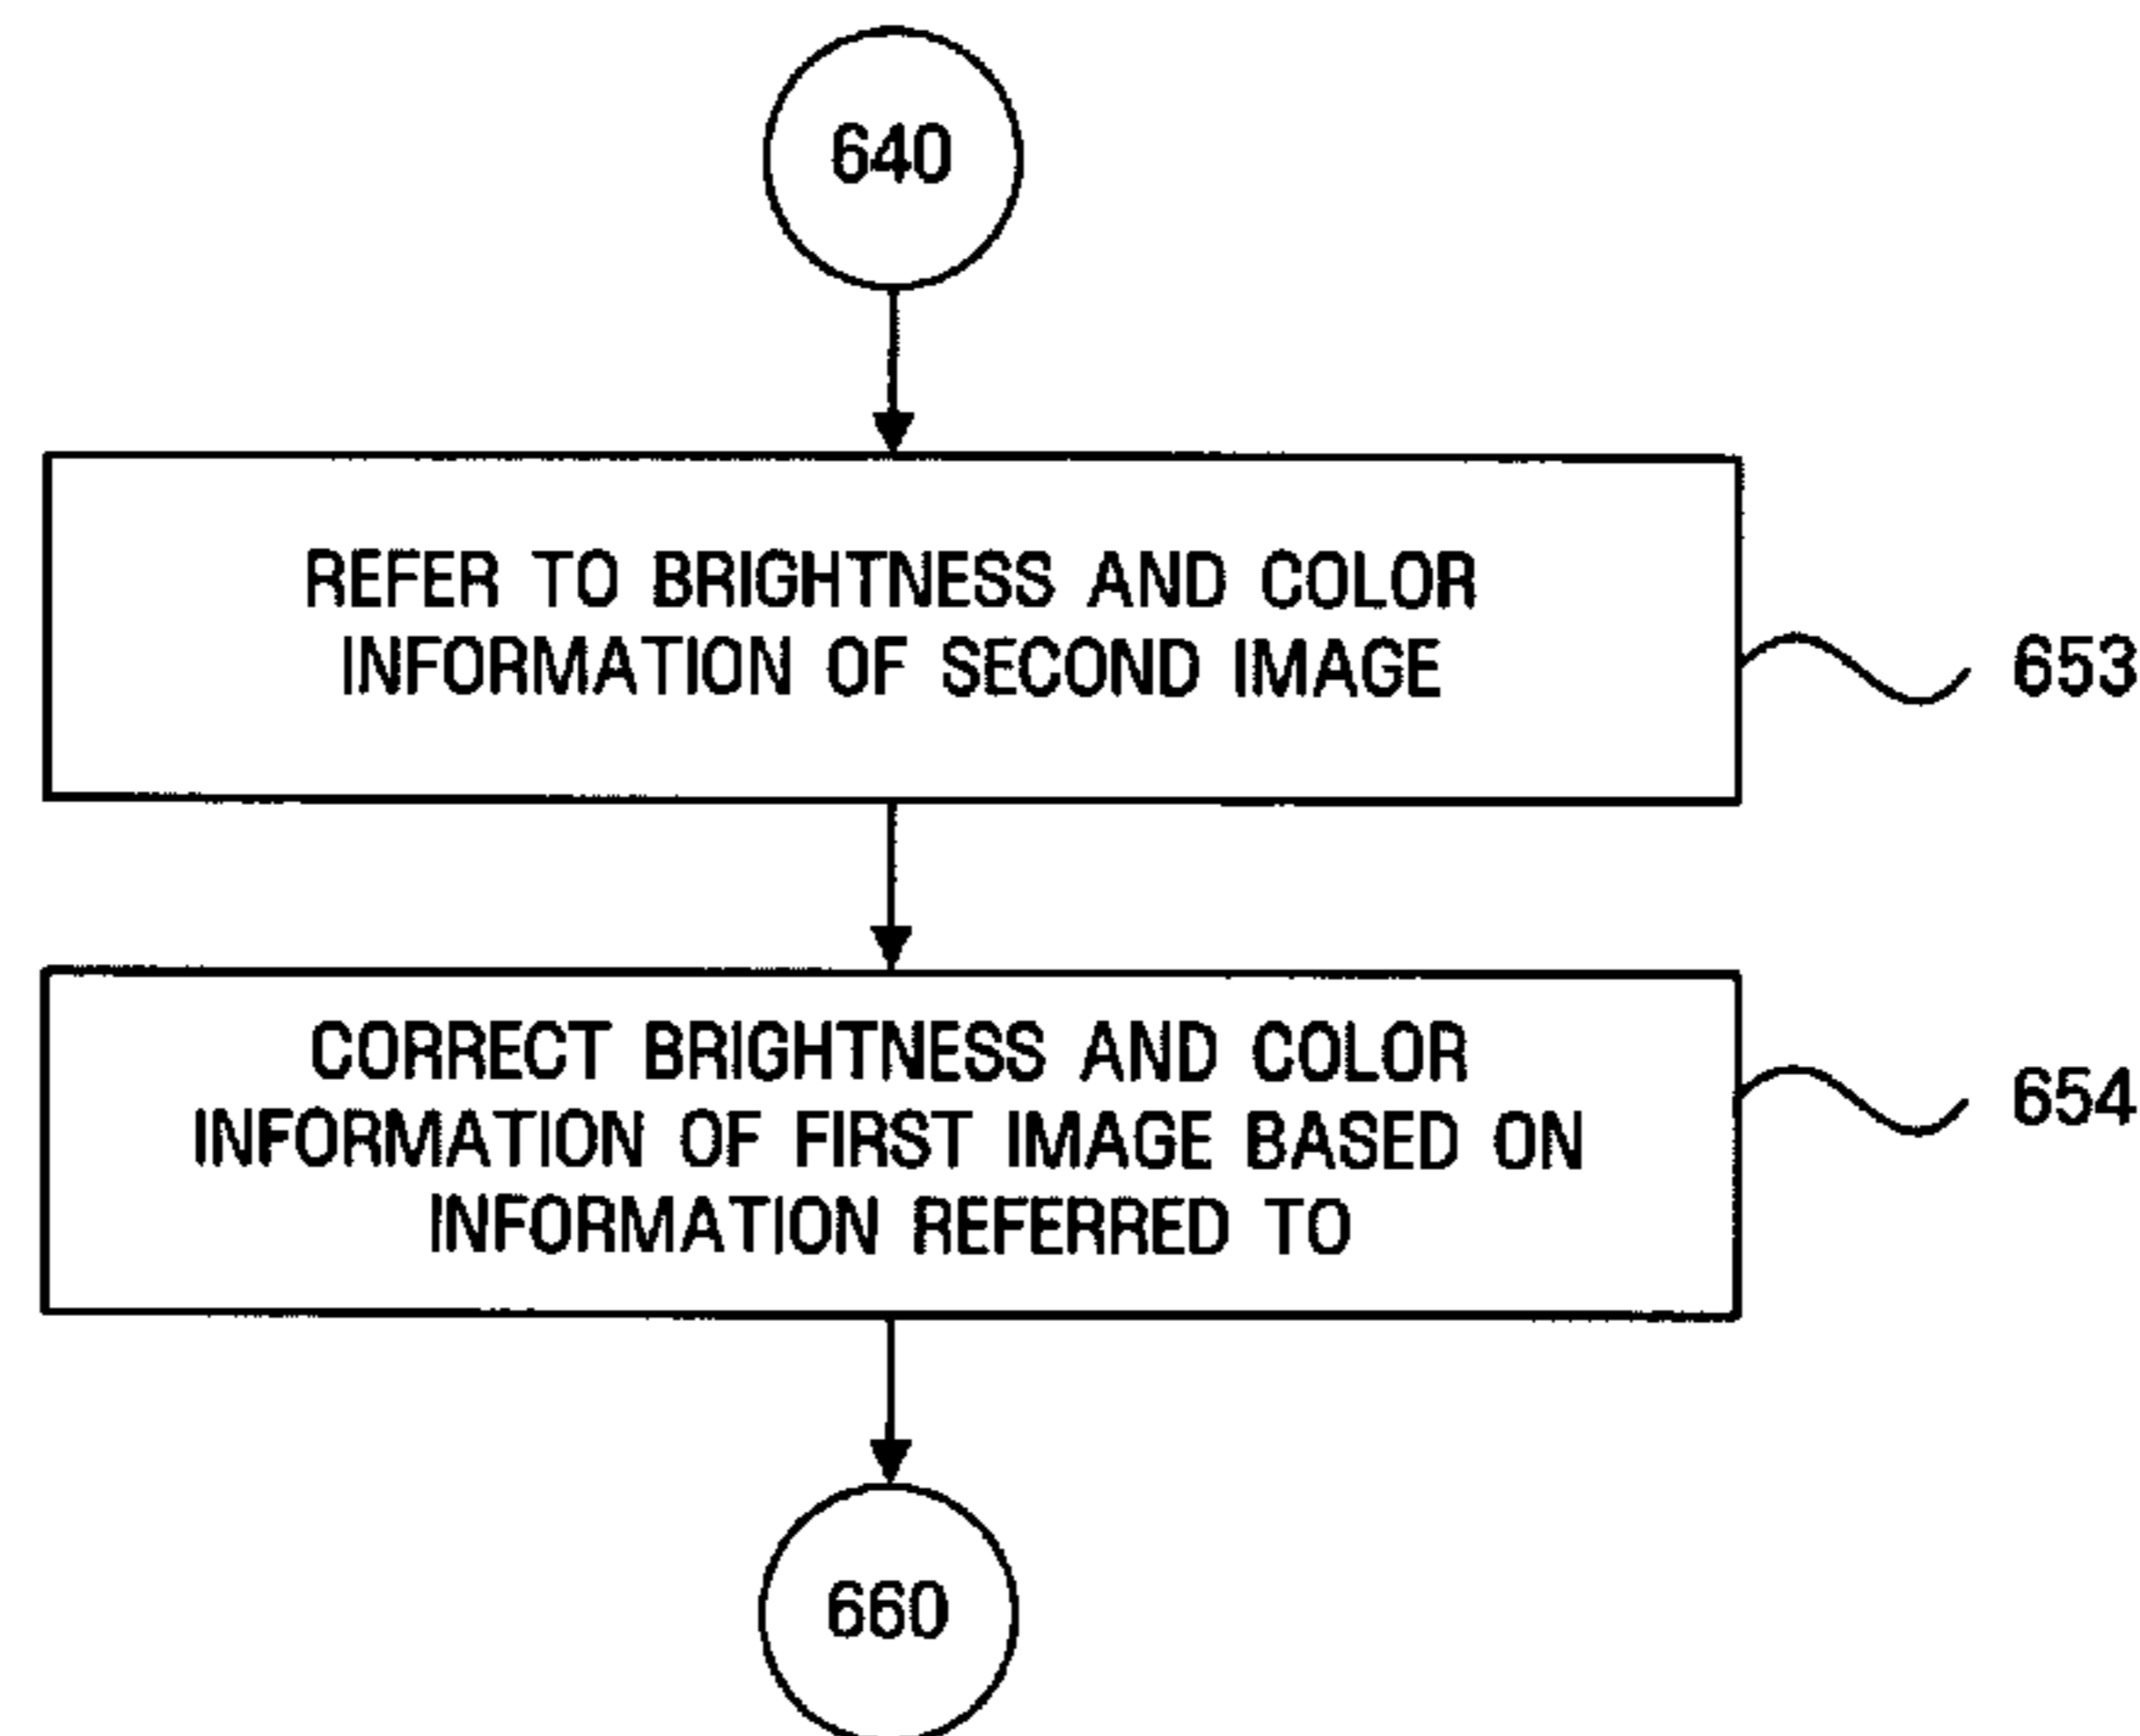 640
REFER TO BRIGHTNESS AND COLOR
INFORMATION OF SECOND IMAGE
653
CORRECT BRIGHTNESS AND COLOR
INFORMATION OF FIRST IMAGE BASED ON
INFORMATION REFERRED TO
654
660